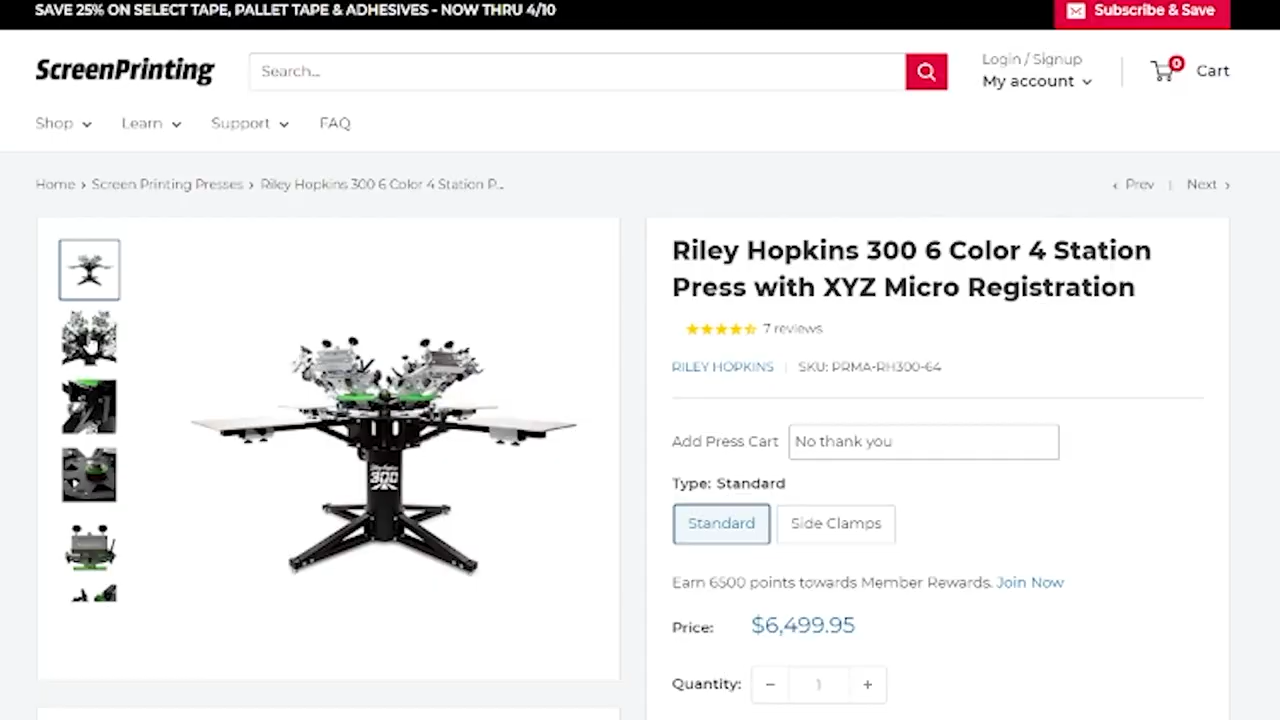 SAVE 25% ON SELECT TAPE, PALLET TAPE & ADHESIVES - NOW THRU 4/10
Subscribe & Save
ScreenPrinting
Search...
Login / Signup
My account
0
Cart
Shop
Learn
Support
FAQ
Home › Screen Printing Presses › Riley Hopkins 300 6 Color 4 Station P...
‹ Prev | Next ›
Riley Hopkins 300 6 Color 4 Station
Press with XYZ Micro Registration
7 reviews
RILEY HOPKINS | SKU: PRMA-RH300-64
Add Press Cart No thank you
Type: Standard
Standard
Side Clamps
Earn 6500 points towards Member Rewards. Join Now
Price: $6,499.95
Quantity: − 1 +
300